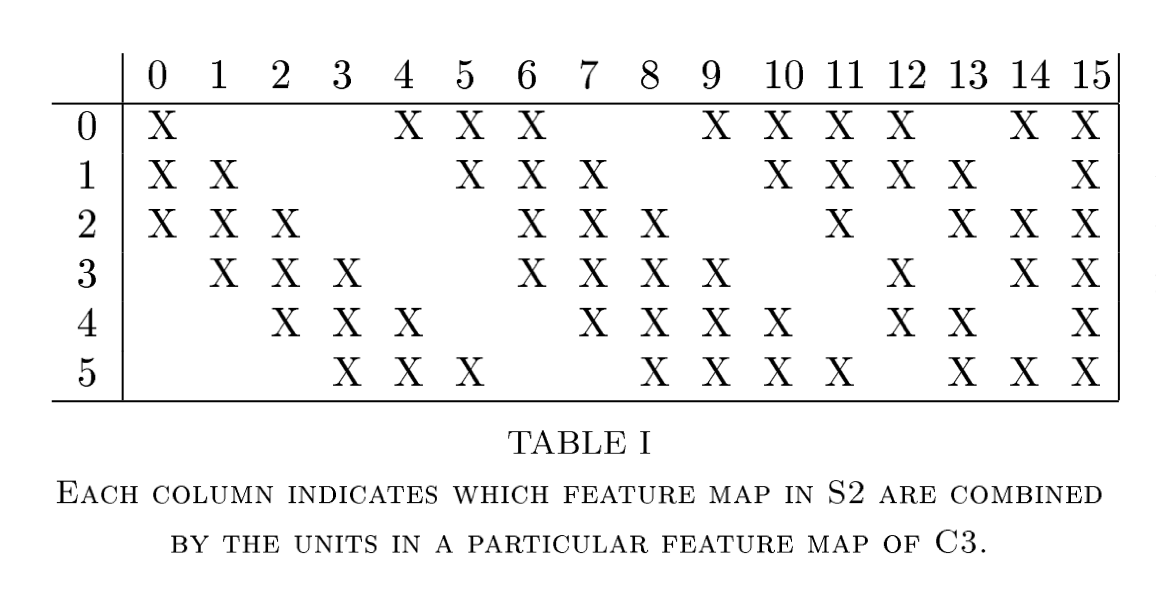 0 1 2 3 4 5 6 7 8 9 10 11 12 13 14 15
0 X X X X X X X X X X
1 X X X X X X X X X X
2 X X X X X X X X X X
3 X X X X X X X X X X
4 X X X X X X X X X X
5 X X X X X X X X X X
TABLE I
Each column indicates which feature map in S2 are combined
by the units in a particular feature map of C3.